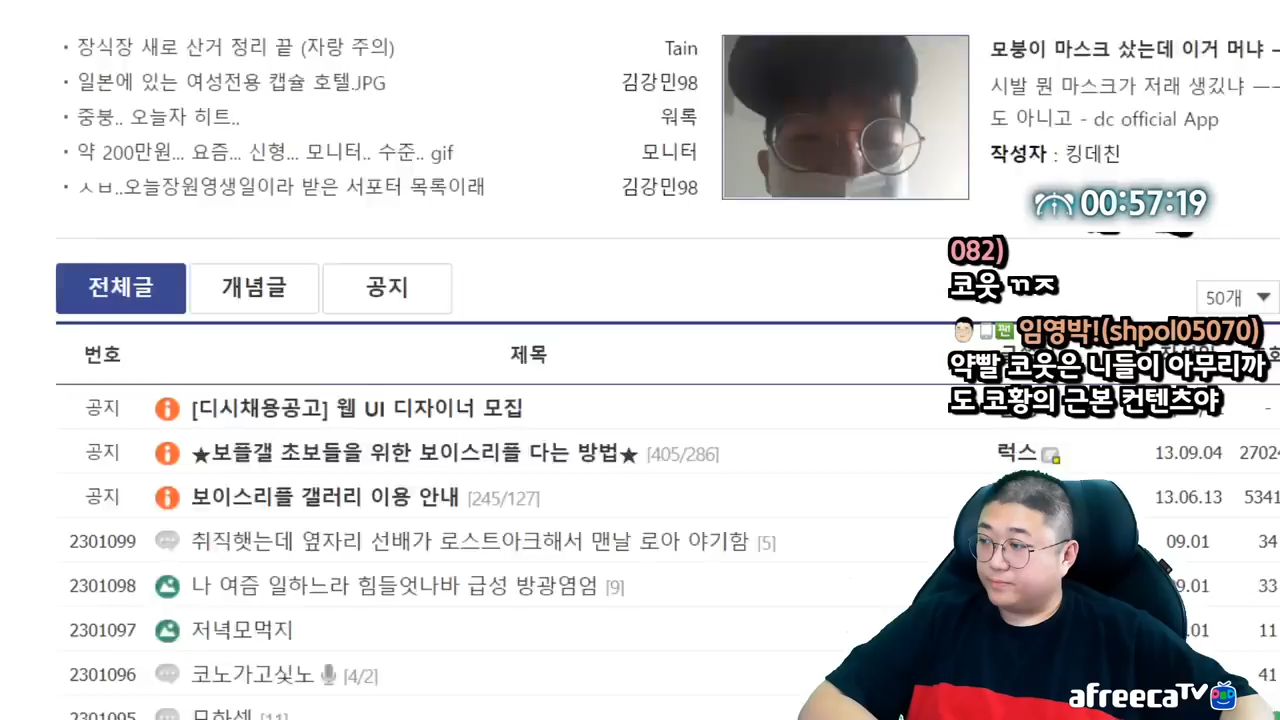 · 장식장 새로 산거 정리 끝 (자랑 주의) Tain
· 일본에 있는 여성전용 캡슐 호텔.JPG 김강민98
· 중붕.. 오늘자 히트.. 워록
· 약 200만원... 요즘... 신형... 모니터.. 수준.. gif 모니터
· ㅅㅂ..오늘장원영생일이라 받은 서포터 목록이래 김강민98
모붕이 마스크 샀는데 이거 머냐
시발 뭔 마스크가 저래 생겼냐 ㅡㅡ
도 아니고 - dc official App
작성자 : 킹데친
00:57:19
082)
코웃 ㄲㅈ
전체글 개념글 공지
50개
임영박!(shpol05070)
약빨 코웃은 니들이 아무리까
도 코황의 근본 컨텐츠야
번호 제목
공지 [디시채용공고] 웹 UI 디자이너 모집 -
공지 ★보플갤 초보들을 위한 보이스리플 다는 방법★ [405/286] 럭스 13.09.04 2702
공지 보이스리플 갤러리 이용 안내 [245/127] 13.06.13 5341
2301099 취직햇는데 옆자리 선배가 로스트아크해서 맨날 로아 야기함 [5] 09.01 34
2301098 나 여즘 일하느라 힘들엇나바 급성 방광염엄 [9] 9.01 33
2301097 저녁모먹지 .01 11
2301096 코노가고싯노 [4/2] 41
2301095 모하셈 [11]
afreecaTV